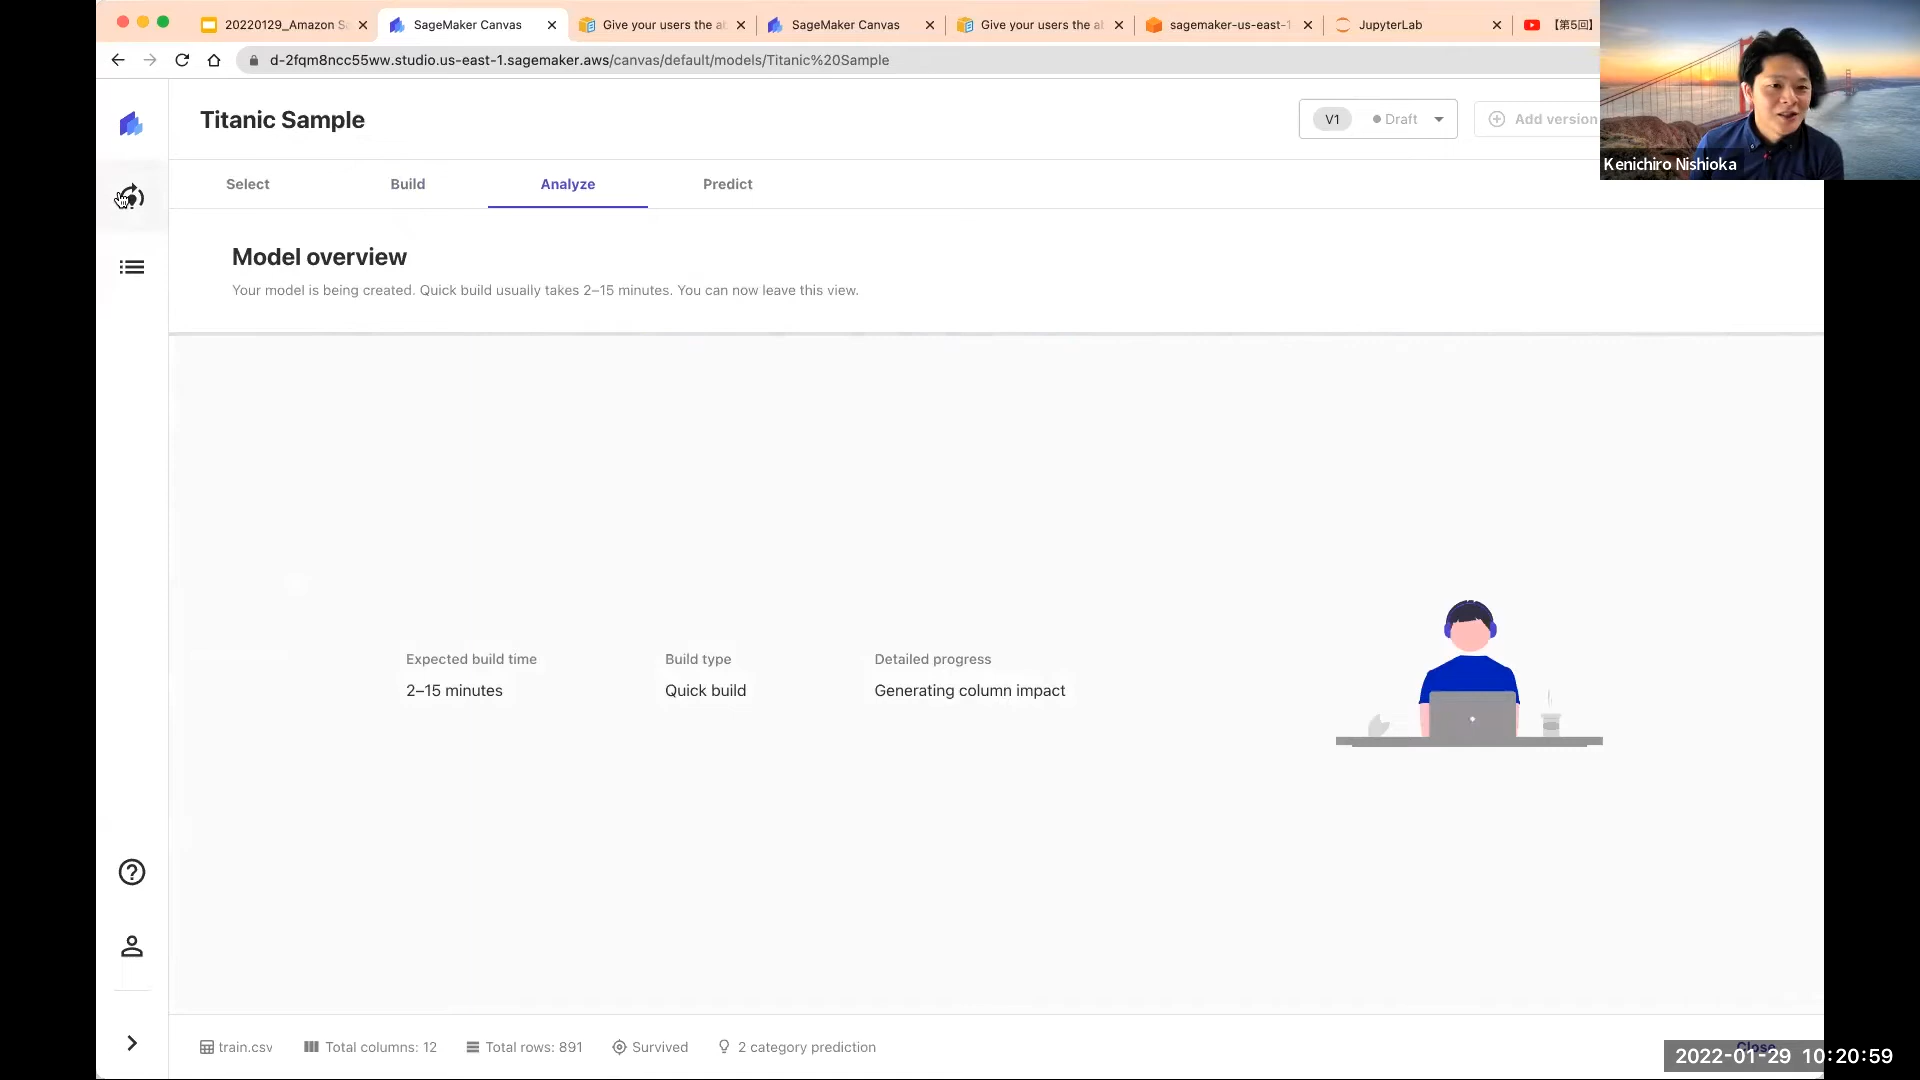 20220129_Amazon S
SageMaker Canvas
Give your users the ab
SageMaker Canvas
Give your users the ab
sagemaker-us-east-1
JupyterLab
【第5回】
d-2fqm8ncc55ww.studio.us-east-1.sagemaker.aws/canvas/default/models/Titanic%20Sample
Kenichiro Nishioka
Titanic Sample
V1
Draft
Add version
Select
Build
Analyze
Predict
Model overview
Your model is being created. Quick build usually takes 2–15 minutes. You can now leave this view.
Expected build time
Build type
Detailed progress
2–15 minutes
Quick build
Generating column impact
train.csv
Total columns: 12
Total rows: 891
Survived
2 category prediction
Close
2022-01-29 10:20:59